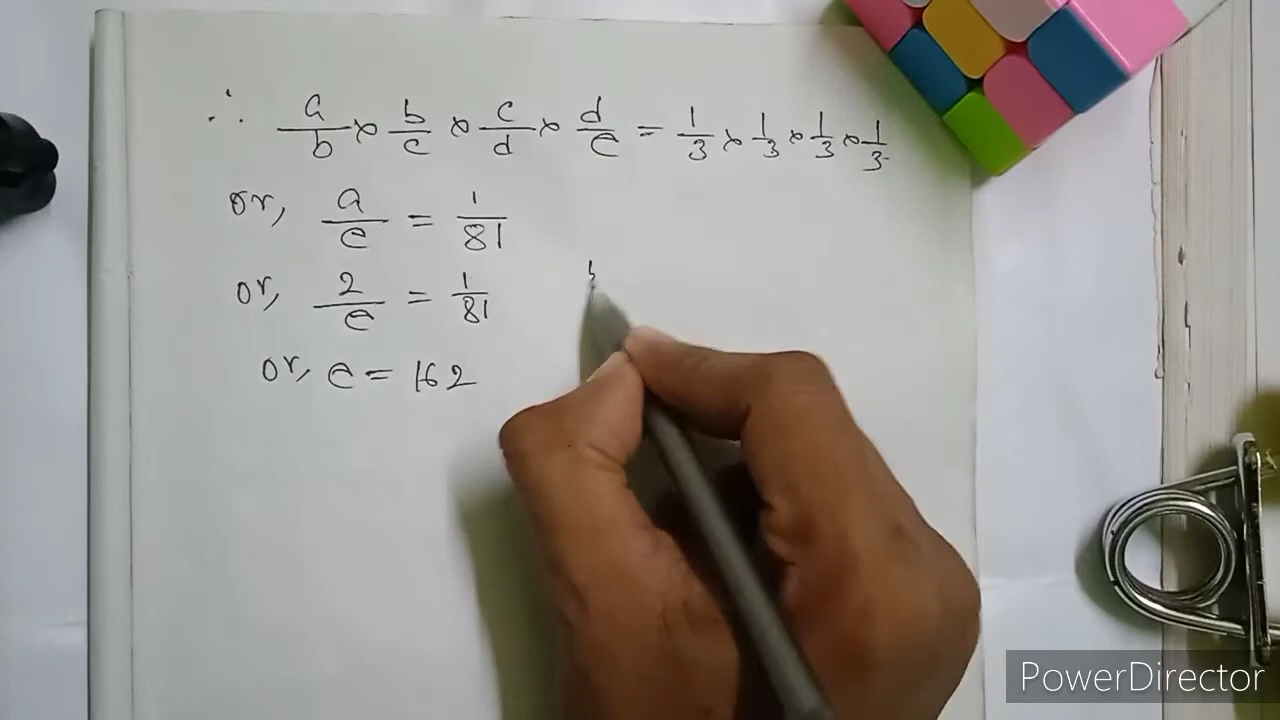 ∴ a/b × b/c × c/d × d/e = 1/3 × 1/3 × 1/3 × 1/3
or, a/e = 1/81
or, 2/e = 1/81
or, e = 162
PowerDirector